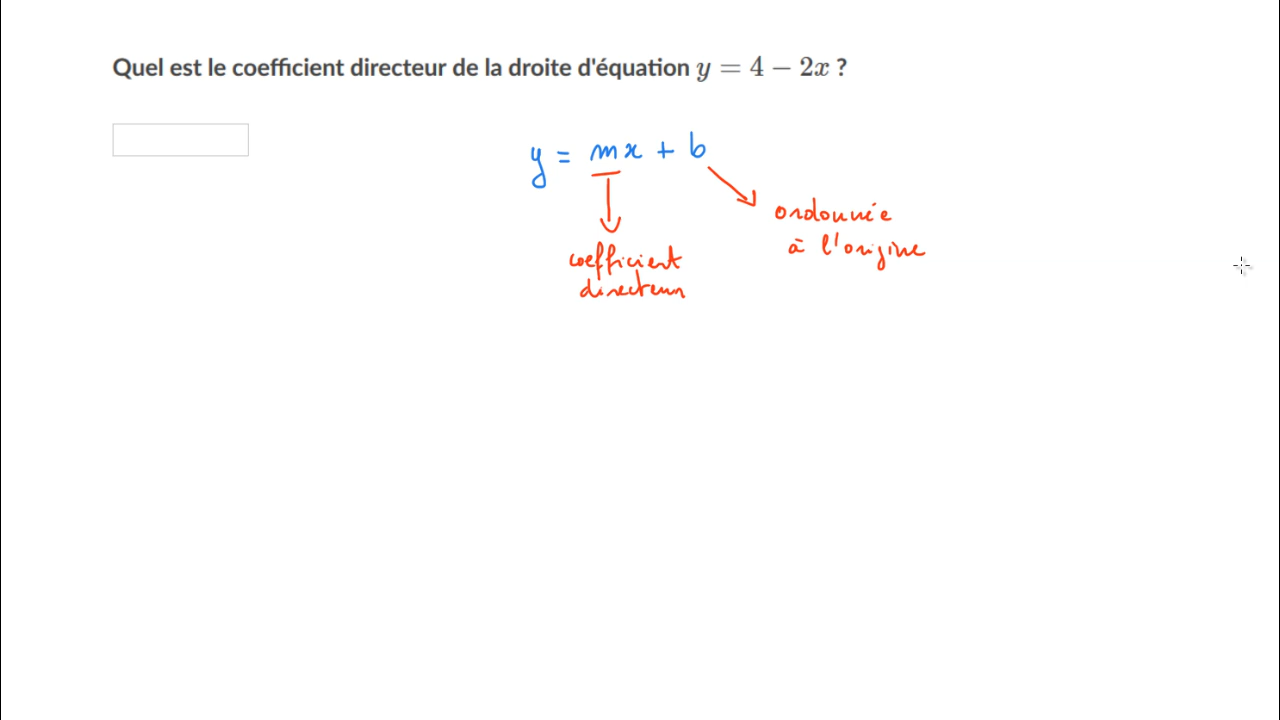 Quel est le coefficient directeur de la droite d'équation y = 4 − 2x ?
y = mx + b
ordonnée
à l'origine
coefficient
directeur